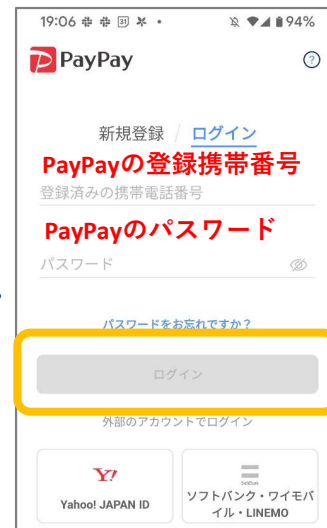 19:06 31 94%
PayPay ?
新規登録 / ログイン
PayPayの登録携帯番号
登録済みの携帯電話番号
PayPayのパスワード
パスワード
パスワードをお忘れですか？
ログイン
外部のアカウントでログイン
Y!
Yahoo! JAPAN ID
SoftBank
ソフトバンク・ワイモバ
イル・LINEMO